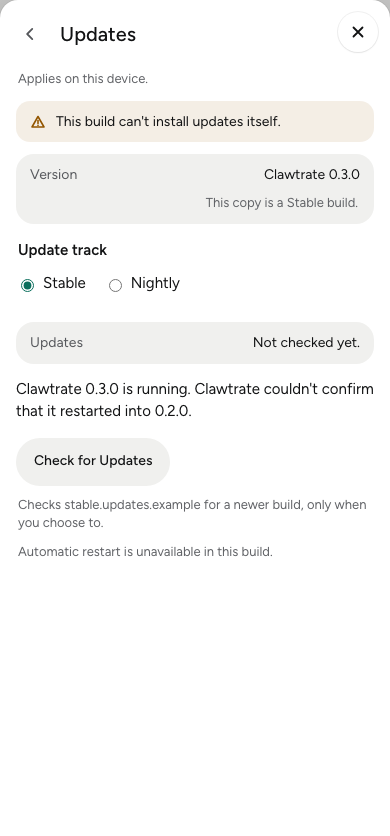 Updates
Applies on this device.
This build can't install updates itself.
Version
Clawtrate 0.3.0
This copy is a Stable build.
Update track
Stable
Nightly
Updates
Not checked yet.
Clawtrate 0.3.0 is running. Clawtrate couldn't confirm
that it restarted into 0.2.0.
Check for Updates
Checks stable.updates.example for a newer build, only when
you choose to.
Automatic restart is unavailable in this build.